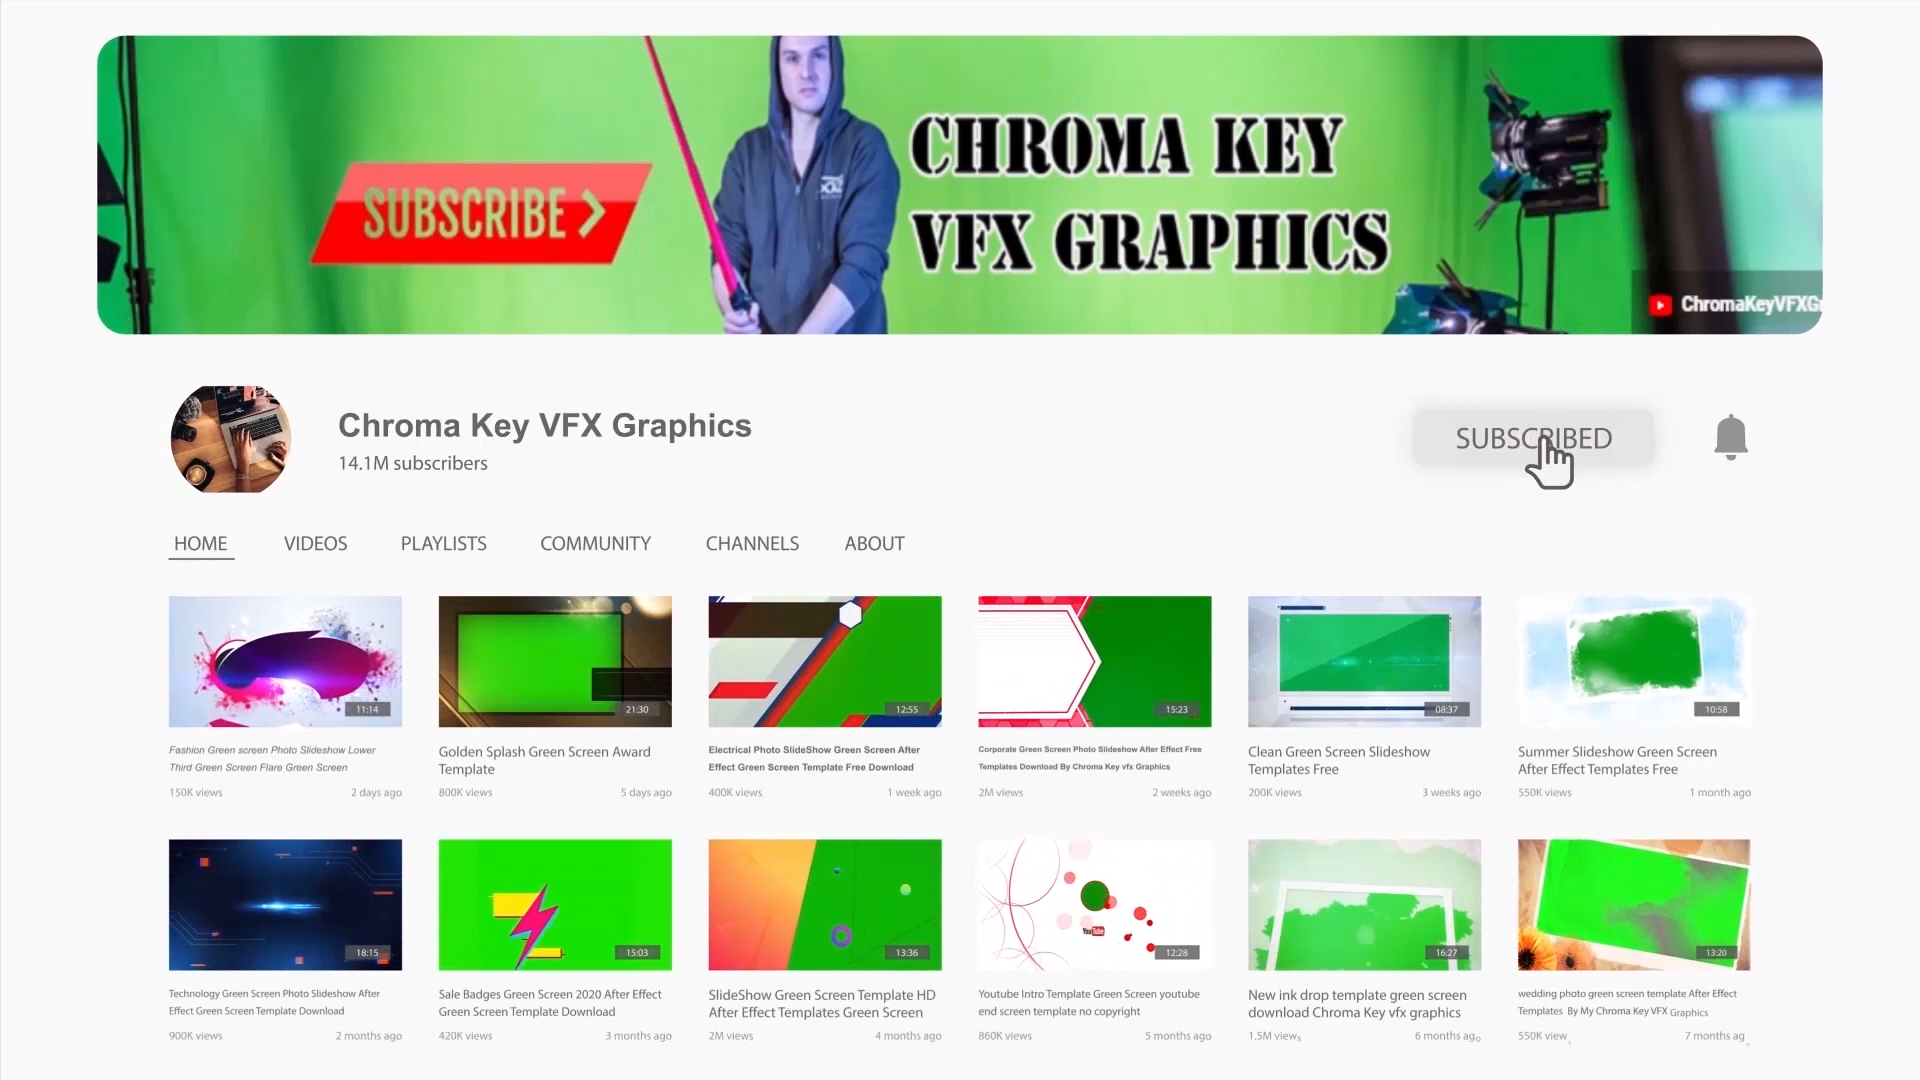 CHROMA KEY
SUBSCRIBE >
VFX GRAPHICS
ChromaKeyVFXGr
Chroma Key VFX Graphics
14.1M subscribers
SUBSCRIBED
HOME VIDEOS PLAYLISTS COMMUNITY CHANNELS ABOUT
11:14 21:30 12:55 15:23 08:37 10:58
Fashion Green screen Photo Slideshow Lower
Third Green Screen Flare Green Screen
150K views 2 days ago
Golden Splash Green Screen Award
Template
800K views 5 days ago
Electrical Photo SlideShow Green Screen After
Effect Green Screen Template Free Download
400K views 1 week ago
Corporate Green Screen Photo Slideshow After Effect Free
Templates Download By Chroma Key vfx Graphics
2M views 2 weeks ago
Clean Green Screen Slideshow
Templates Free
200K views 3 weeks ago
Summer Slideshow Green Screen
After Effect Templates Free
550K views 1 month ago
YouTube
18:15 15:03 13:36 12:28 16:27 13:20
Technology Green Screen Photo Slideshow After
Effect Green Screen Template Download
900K views 2 months ago
Sale Badges Green Screen 2020 After Effect
Green Screen Template Download
420K views 3 months ago
SlideShow Green Screen Template HD
After Effect Templates Green Screen
2M views 4 months ago
Youtube Intro Template Green Screen youtube
end screen template no copyright
860K views 5 months ago
New ink drop template green screen
download Chroma Key vfx graphics
1.5M views 6 months ago
wedding photo green screen template After Effect
Templates By My Chroma Key VFX Graphics
550K view 7 months ag